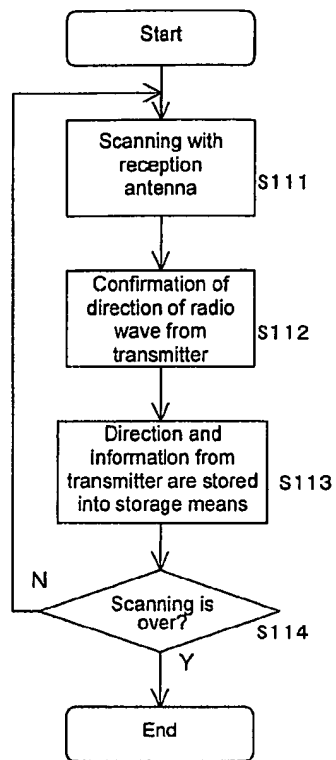 Start
Scanning with
reception
antenna
S111
Confirmation of
direction of radio
wave from
transmitter
S112
Direction and
information from
transmitter are stored
into storage means
S113
N
Scanning is
over?
S114
Y
End